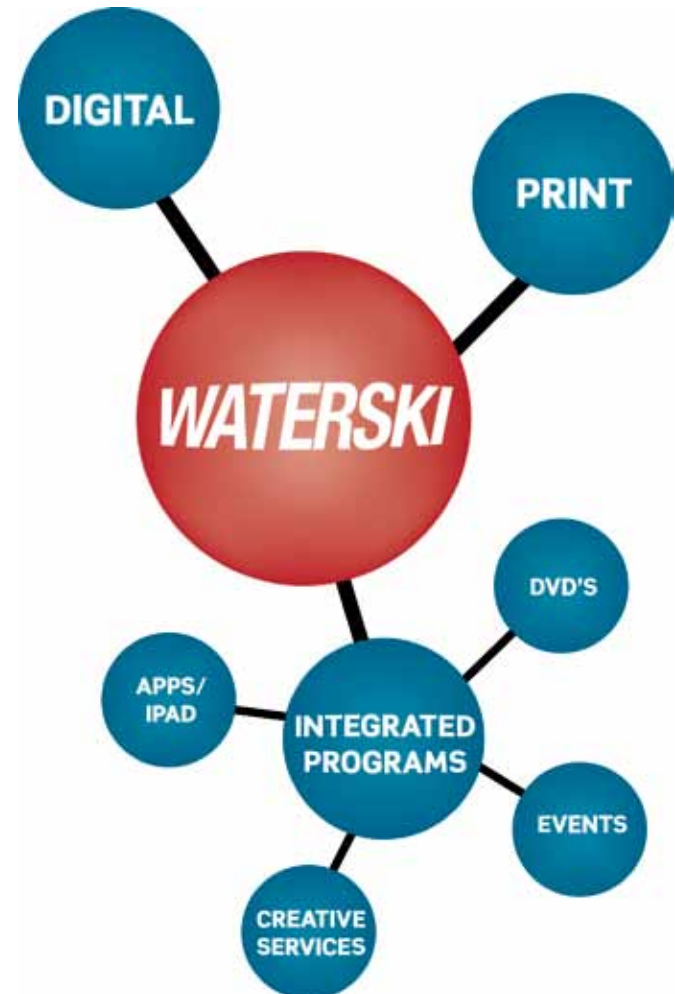 DIGITAL
PRINT
WATERSKI
DVD'S
APPS/
IPAD
INTEGRATED
PROGRAMS
EVENTS
CREATIVE
SERVICES